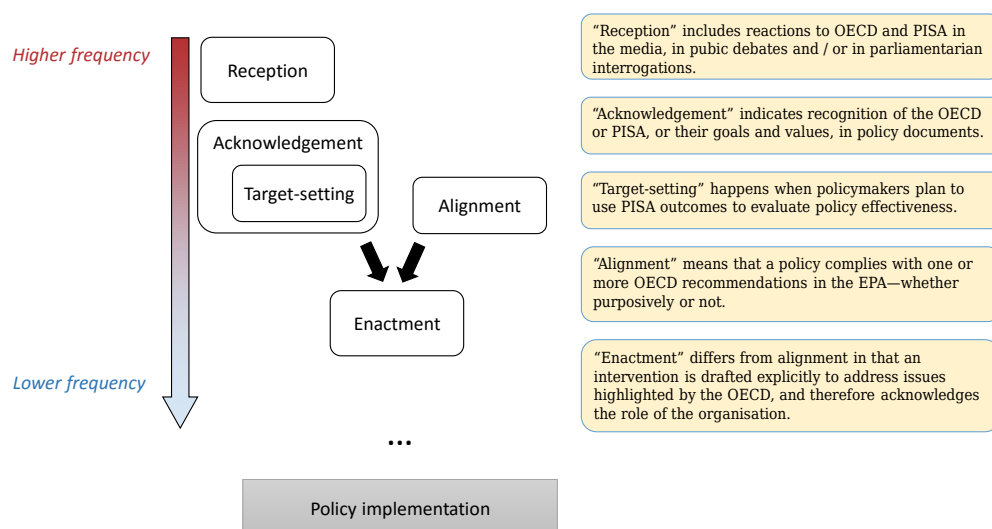 Higher frequency
Reception
Acknowledgement
Target-setting
Alignment
Enactment
Lower frequency
...
Policy implementation
“Reception” includes reactions to OECD and PISA in
the media, in pubic debates and / or in parliamentarian
interrogations.
“Acknowledgement” indicates recognition of the OECD
or PISA, or their goals and values, in policy documents.
“Target-setting” happens when policymakers plan to
use PISA outcomes to evaluate policy effectiveness.
“Alignment” means that a policy complies with one or
more OECD recommendations in the EPA—whether
purposively or not.
“Enactment” differs from alignment in that an
intervention is drafted explicitly to address issues
highlighted by the OECD, and therefore acknowledges
the role of the organisation.